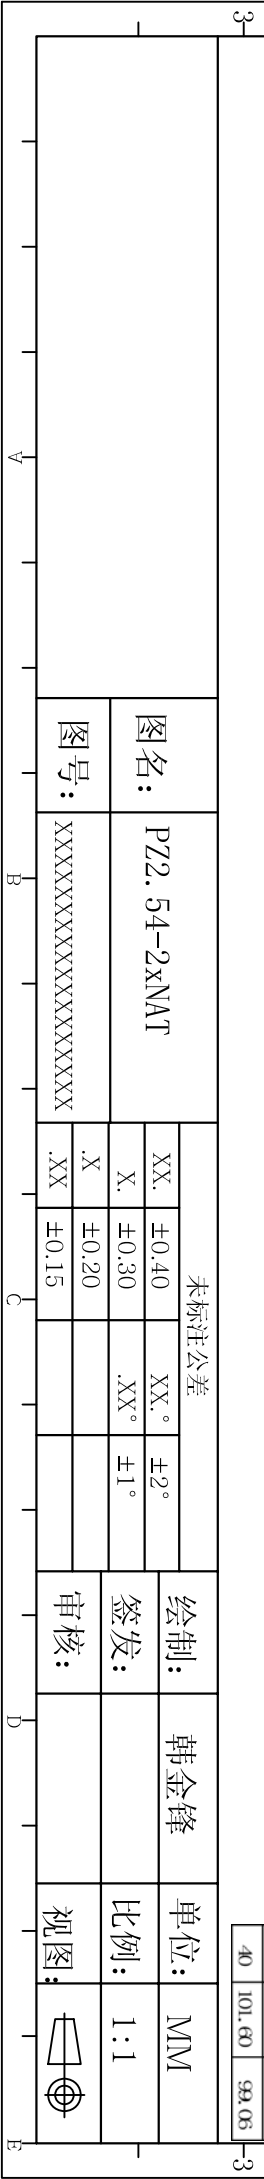 40 101.60 99.06
3 3
图名: PZ2.54-2xNAT
图号: XXXXXXXXXXXXXXXXXX
未标注公差
XX. ±0.40 XX.° ±2°
X. ±0.30 .XX° ±1°
.X ±0.20
.XX ±0.15
绘制: 韩金锋 单位: MM
签发: 比例: 1:1
审核: 视图:
A B C D E